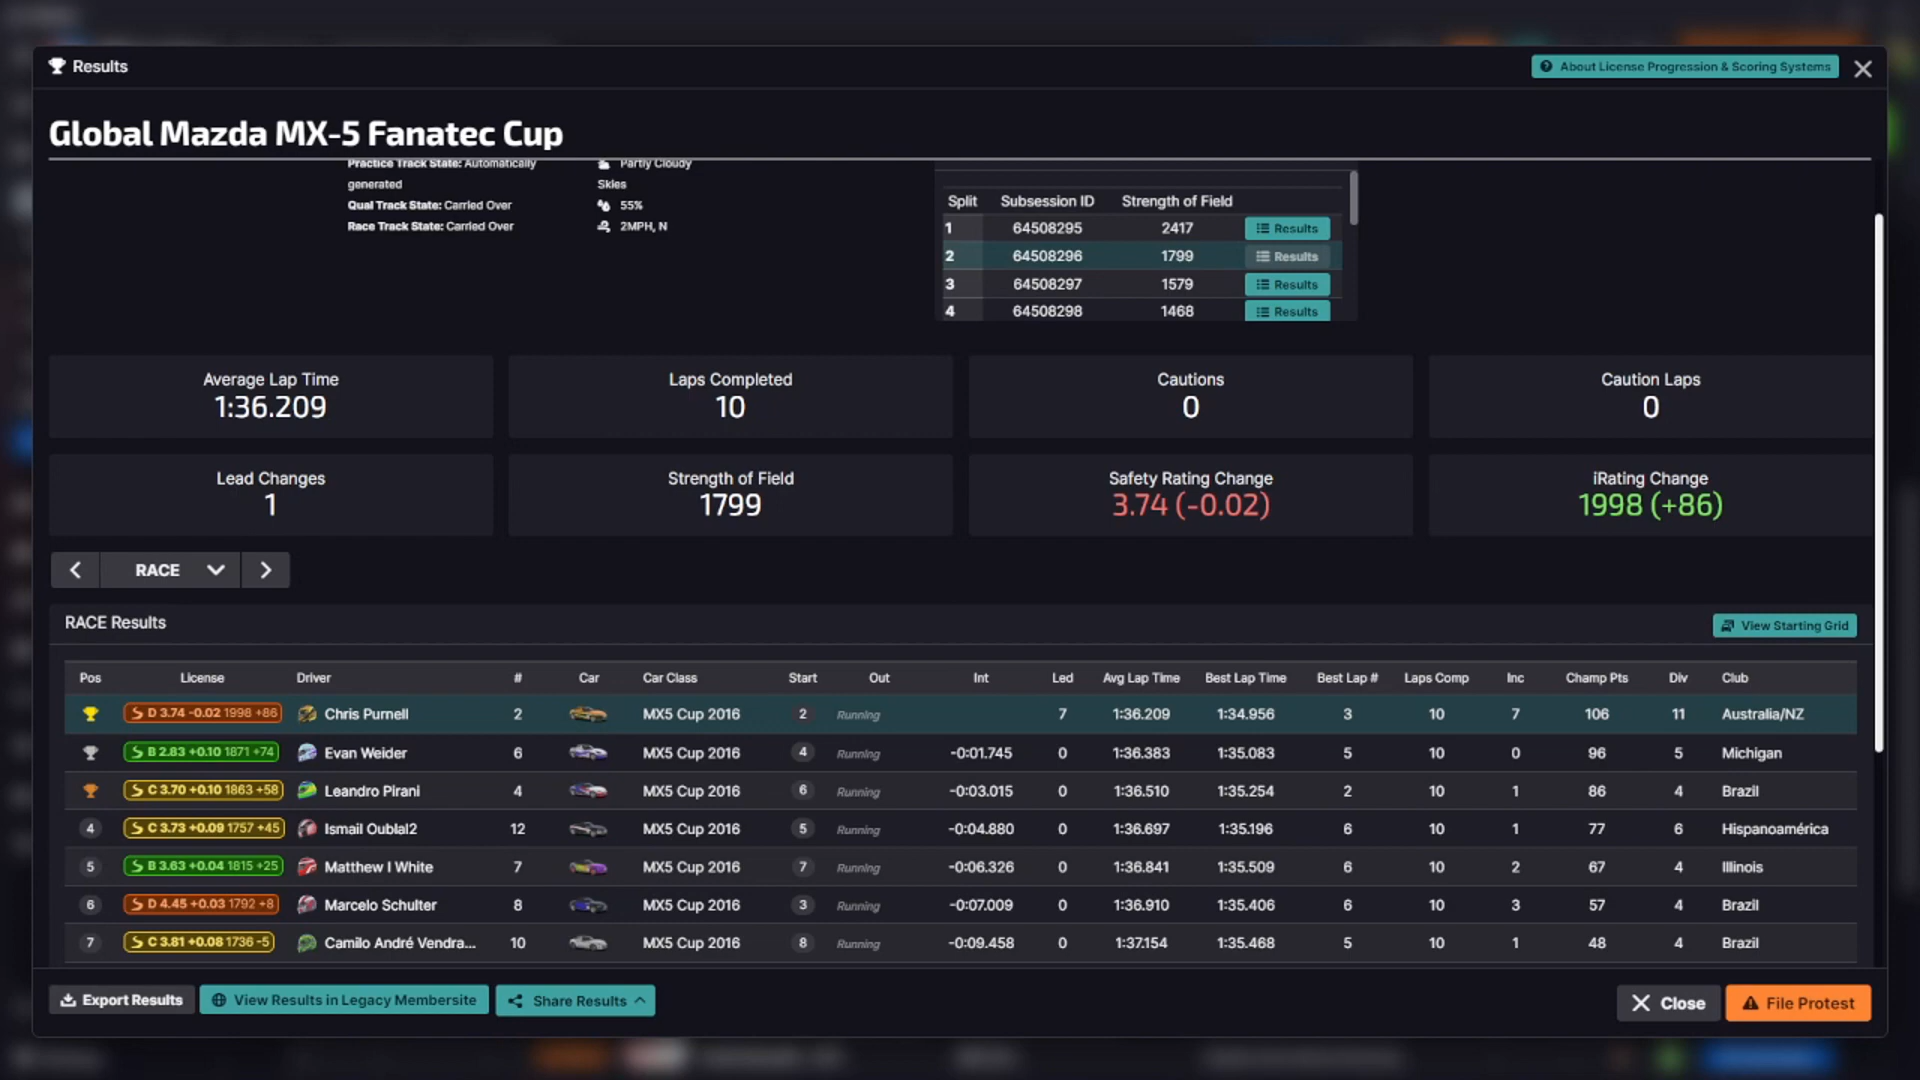 Results
About License Progression & Scoring Systems
Global Mazda MX-5 Fanatec Cup
Practice Track State: Automatically generated
Qual Track State: Carried Over
Race Track State: Carried Over
Partly Cloudy Skies
55%
2MPH, N
Split Subsession ID Strength of Field
1 64508295 2417 Results
2 64508296 1799 Results
3 64508297 1579 Results
4 64508298 1468 Results
Average Lap Time
1:36.209
Laps Completed
10
Cautions
0
Caution Laps
0
Lead Changes
1
Strength of Field
1799
Safety Rating Change
3.74 (-0.02)
iRating Change
1998 (+86)
RACE
RACE Results
View Starting Grid
Pos License Driver # Car Car Class Start Out Int Led Avg Lap Time Best Lap Time Best Lap # Laps Comp Inc Champ Pts Div Club
D 3.74 -0.02 1998 +86 Chris Purnell 2 MX5 Cup 2016 2 Running 7 1:36.209 1:34.956 3 10 7 106 11 Australia/NZ
B 2.83 +0.10 1871 +74 Evan Weider 6 MX5 Cup 2016 4 Running -0:01.745 0 1:36.383 1:35.083 5 10 0 96 5 Michigan
C 3.70 +0.10 1863 +58 Leandro Pirani 4 MX5 Cup 2016 6 Running -0:03.015 0 1:36.510 1:35.254 2 10 1 86 4 Brazil
4 C 3.73 +0.09 1757 +45 Ismail Oublal2 12 MX5 Cup 2016 5 Running -0:04.880 0 1:36.697 1:35.196 6 10 1 77 6 Hispanoamérica
5 B 3.63 +0.04 1815 +25 Matthew I White 7 MX5 Cup 2016 7 Running -0:06.326 0 1:36.841 1:35.509 6 10 2 67 4 Illinois
6 D 4.45 +0.03 1792 +8 Marcelo Schulter 8 MX5 Cup 2016 3 Running -0:07.009 0 1:36.910 1:35.406 6 10 3 57 4 Brazil
7 C 3.81 +0.08 1736 -5 Camilo André Vendra... 10 MX5 Cup 2016 8 Running -0:09.458 0 1:37.154 1:35.468 5 10 1 48 4 Brazil
Export Results
View Results in Legacy Membersite
Share Results
Close
File Protest